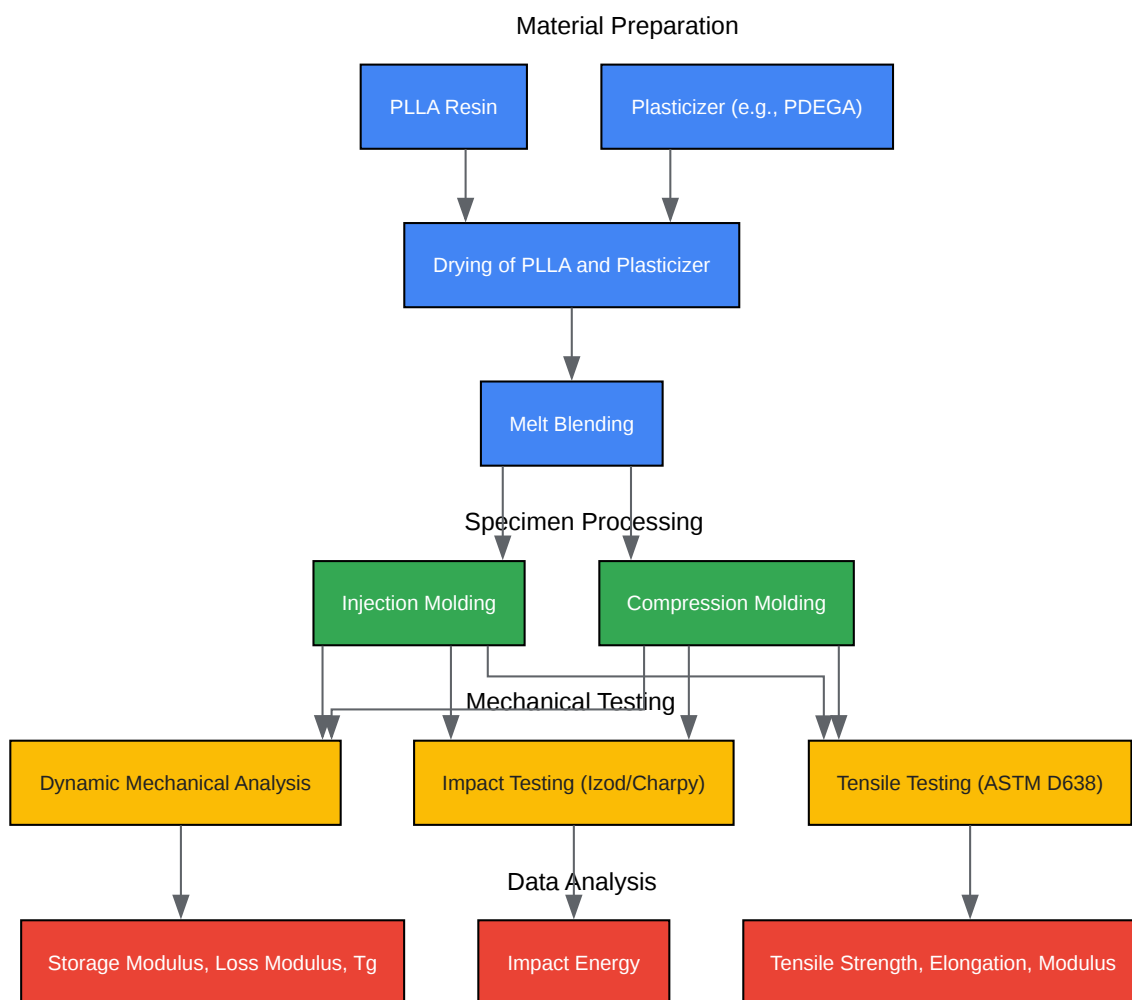 Material Preparation
PLLA Resin
Plasticizer (e.g., PDEGA)
Drying of PLLA and Plasticizer
Melt Blending
Specimen Processing
Injection Molding
Compression Molding
Mechanical Testing
Dynamic Mechanical Analysis
Impact Testing (Izod/Charpy)
Tensile Testing (ASTM D638)
Data Analysis
Storage Modulus, Loss Modulus, Tg
Impact Energy
Tensile Strength, Elongation, Modulus